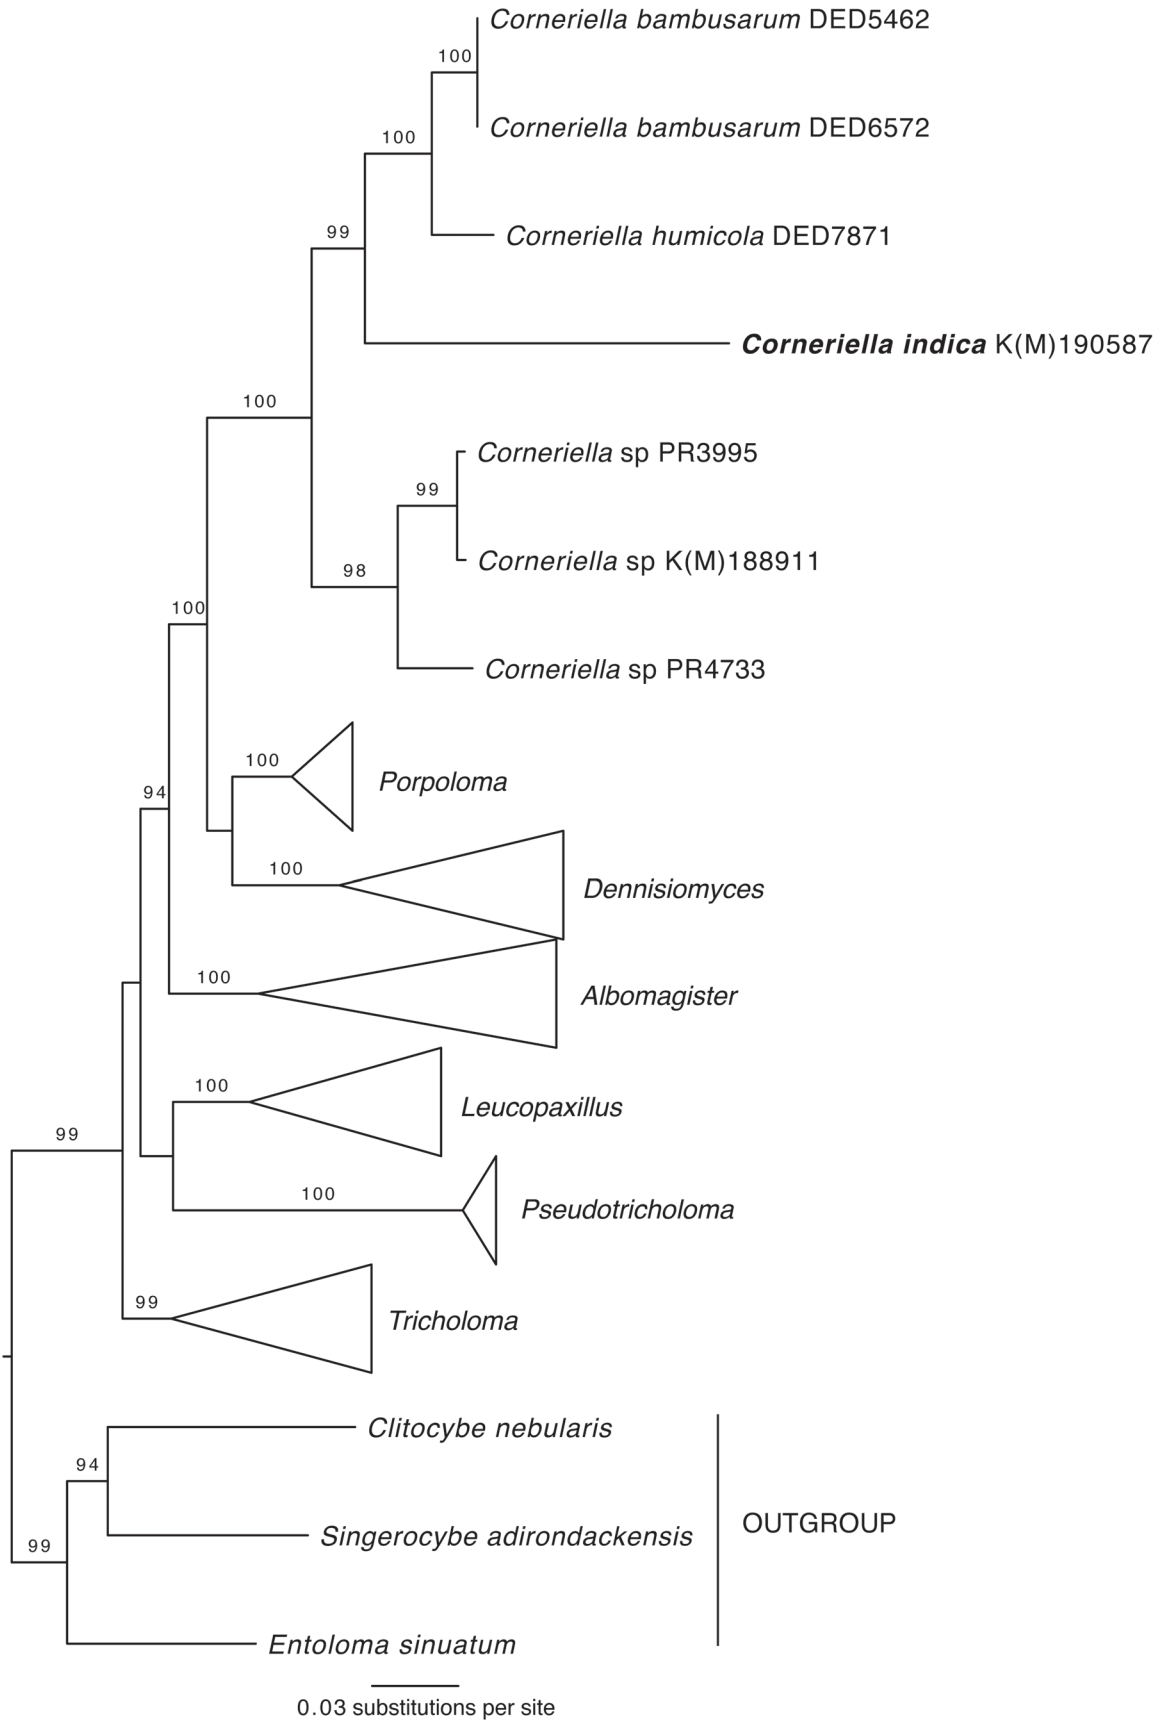 Corneriella bambusarum DED5462
100
Corneriella bambusarum DED6572
100
99
Corneriella humicola DED7871
Corneriella indica K(M)190587
100
Corneriella sp PR3995
99
Corneriella sp K(M)188911
98
100
Corneriella sp PR4733
100
Porpoloma
94
100
Dennisiomyces
100
Albomagister
100
Leucopaxillus
99
100
Pseudotricholoma
99
Tricholoma
Clitocybe nebularis
94
OUTGROUP
Singerocybe adirondackensis
99
Entoloma sinuatum
0.03 substitutions per site